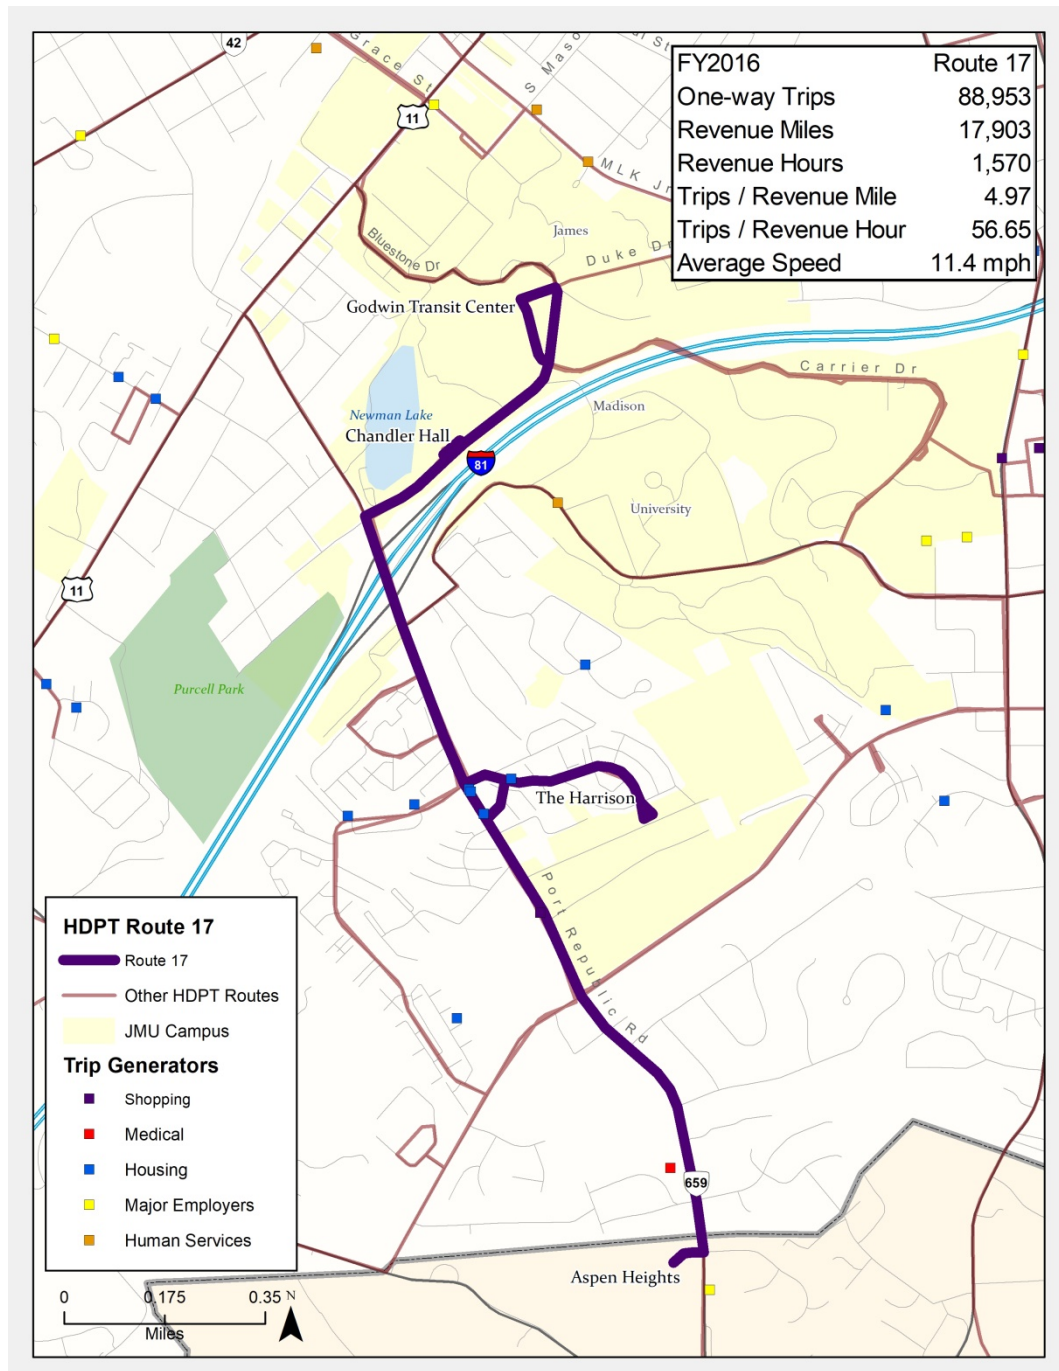 42
Grace St
S Maso
al St
11
MLK Jr
James
Bluestone Dr
Duke Dr
FY2016 Route 17
One-way Trips 88,953
Revenue Miles 17,903
Revenue Hours 1,570
Trips / Revenue Mile 4.97
Trips / Revenue Hour 56.65
Average Speed 11.4 mph
Godwin Transit Center
Carrier Dr
Madison
Newman Lake
Chandler Hall
81
University
11
Purcell Park
The Harrison
Port Republic Rd
659
Aspen Heights
HDPT Route 17
Route 17
Other HDPT Routes
JMU Campus
Trip Generators
Shopping
Medical
Housing
Major Employers
Human Services
0 0.175 0.35 N
Miles